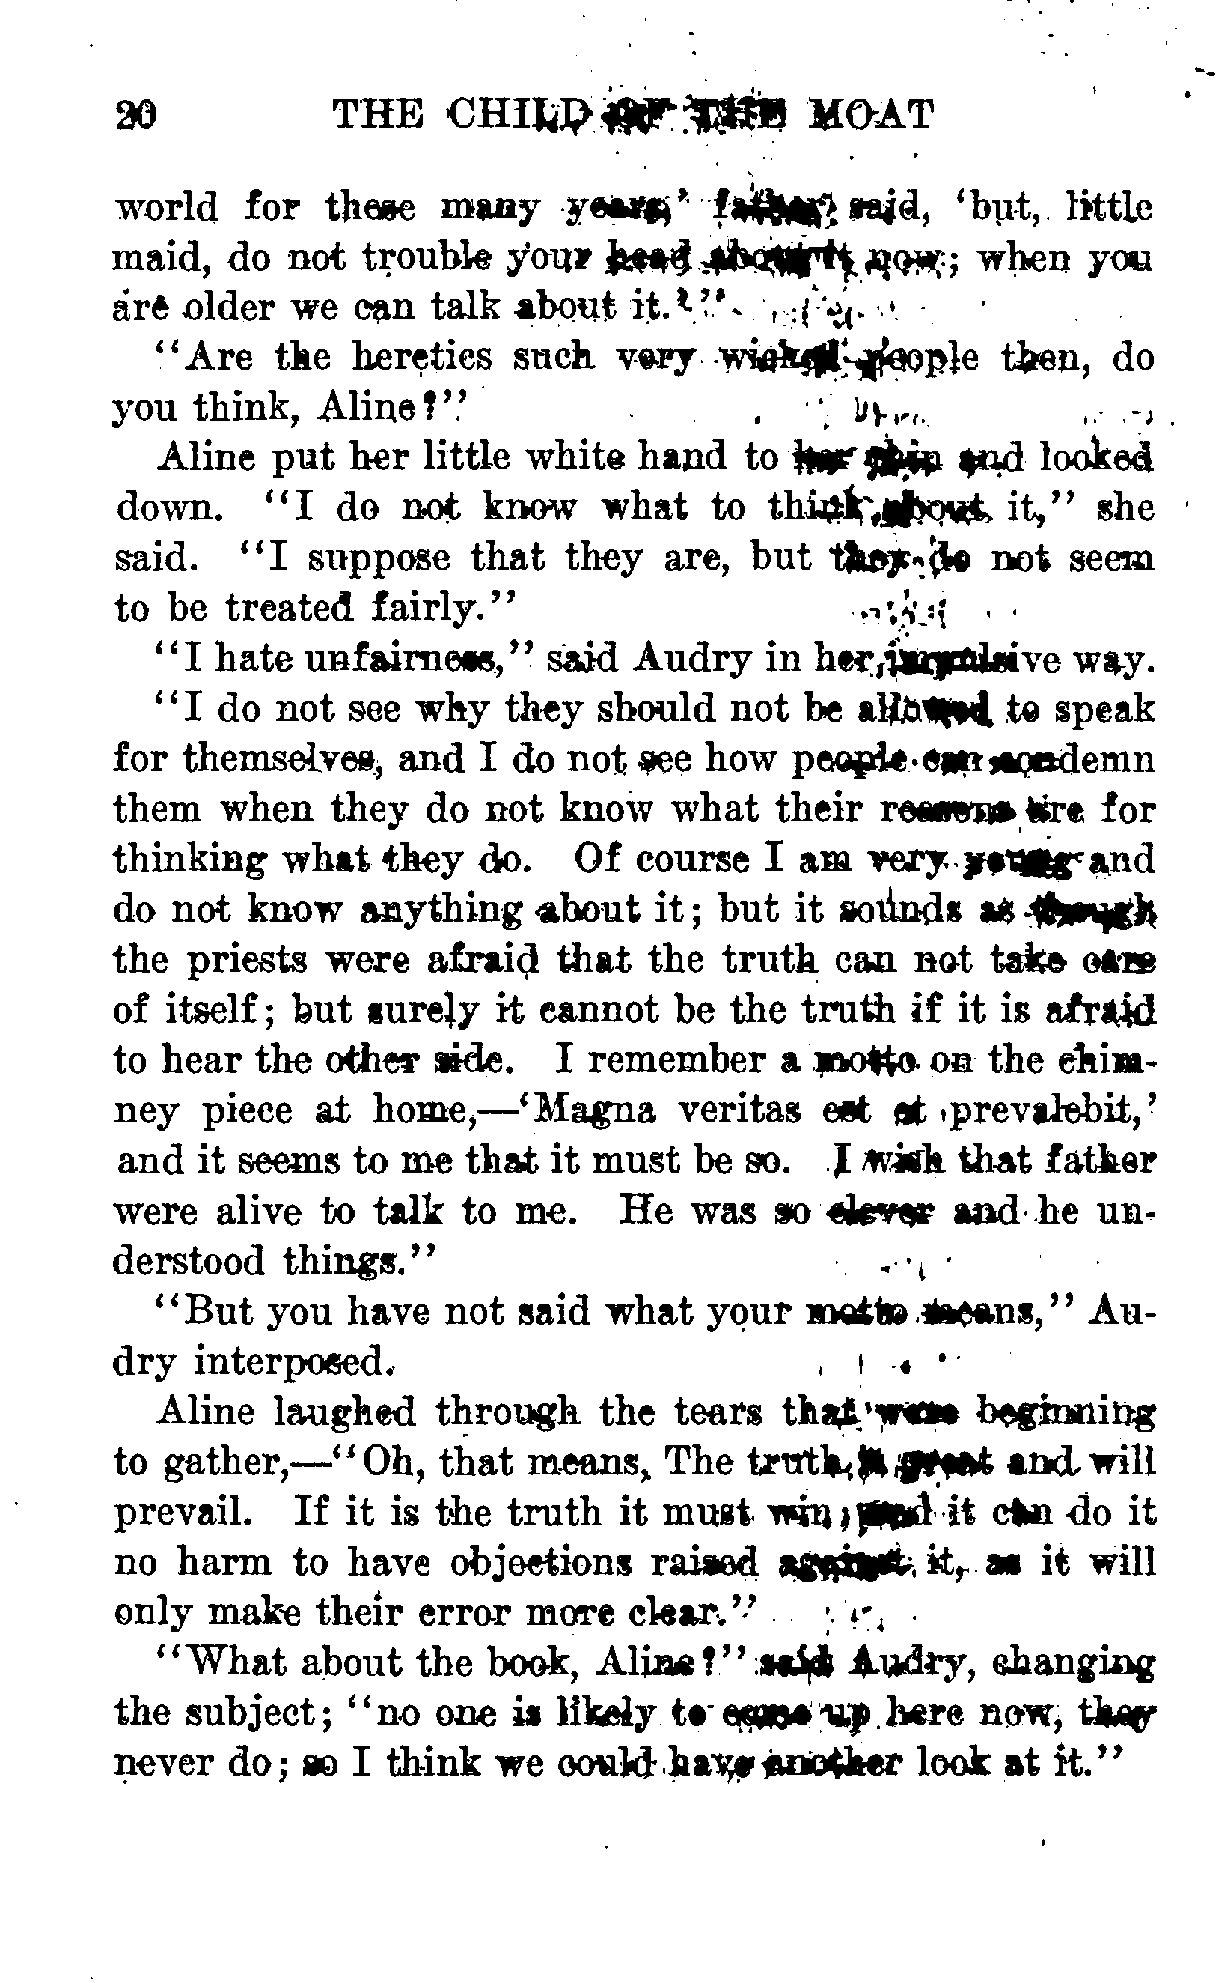 20 THE CHILD OF THE MOAT
world for these many years,' father said, 'but, little
maid, do not trouble your head about it now; when you
are older we can talk about it.'"
"Are the heretics such very wicked people then, do
you think, Aline?"
Aline put her little white hand to her chin and looked
down. "I do not know what to think about it," she
said. "I suppose that they are, but they do not seem
to be treated fairly."
"I hate unfairness," said Audry in her impulsive way.
"I do not see why they should not be allowed to speak
for themselves, and I do not see how people can condemn
them when they do not know what their reasons are for
thinking what they do. Of course I am very young and
do not know anything about it; but it sounds as though
the priests were afraid that the truth can not take care
of itself; but surely it cannot be the truth if it is afraid
to hear the other side. I remember a motto on the chim-
ney piece at home,—'Magna veritas est et prevalebit,'
and it seems to me that it must be so. I wish that father
were alive to talk to me. He was so clever and he un-
derstood things."
"But you have not said what your motto means," Au-
dry interposed.
Aline laughed through the tears that were beginning
to gather,—"Oh, that means, The truth is great and will
prevail. If it is the truth it must win; and it can do it
no harm to have objections raised against it, as it will
only make their error more clear."
"What about the book, Aline?" said Audry, changing
the subject; "no one is likely to come up here now, they
never do; so I think we could have another look at it."